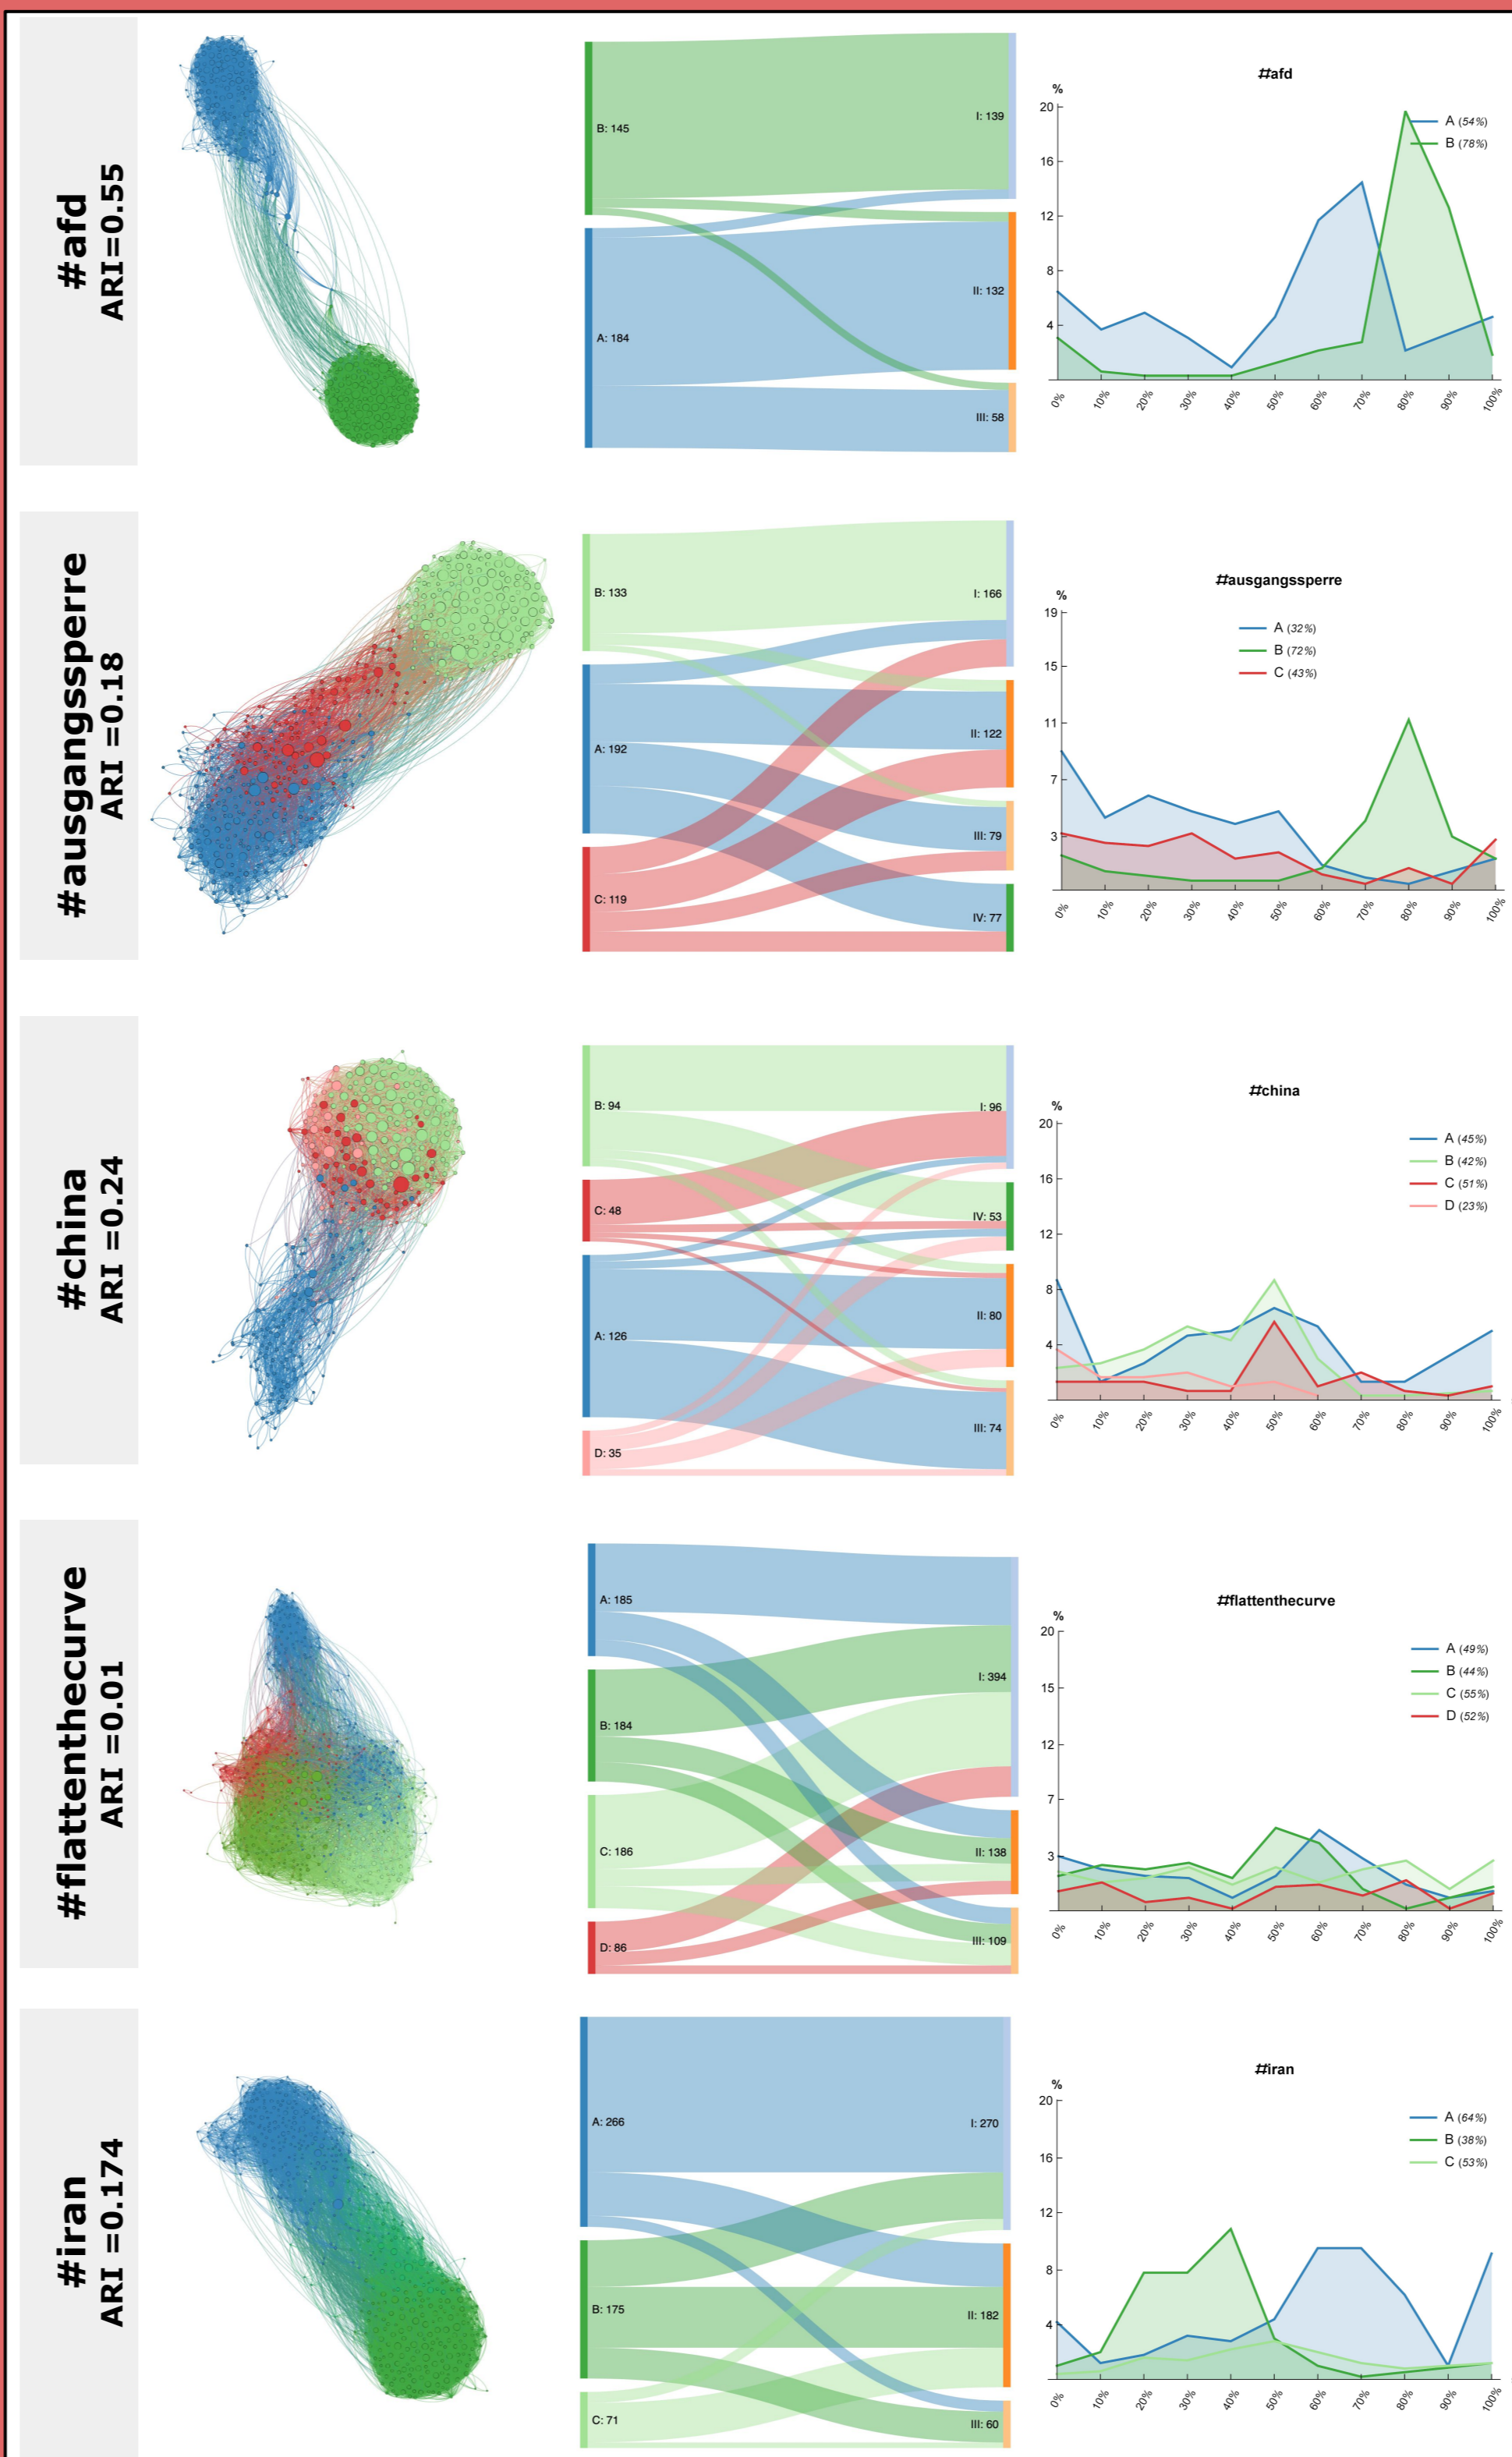 #afd
ARI=0.55
B: 145
A: 184
I: 139
II: 132
III: 58
#afd
%
20
16
12
8
4
A (54%)
B (78%)
0%
10%
20%
30%
40%
50%
60%
70%
80%
90%
100%
#ausgangssperre
ARI =0.18
B: 133
A: 192
C: 119
I: 166
II: 122
III: 79
IV: 77
#ausgangssperre
%
19
15
11
7
3
A (32%)
B (72%)
C (43%)
0%
10%
20%
30%
40%
50%
60%
70%
80%
90%
100%
#china
ARI =0.24
B: 94
C: 48
A: 126
D: 35
I: 96
IV: 53
II: 80
III: 74
#china
%
20
16
12
8
4
A (45%)
B (42%)
C (51%)
D (23%)
0%
10%
20%
30%
40%
50%
60%
70%
80%
90%
100%
#flattenthecurve
ARI =0.01
A: 185
B: 184
C: 186
D: 86
I: 394
II: 138
III: 109
#flattenthecurve
%
20
15
12
7
3
A (49%)
B (44%)
C (55%)
D (52%)
0%
10%
20%
30%
40%
50%
60%
70%
80%
90%
100%
#iran
ARI =0.174
A: 266
B: 175
C: 71
I: 270
II: 182
III: 60
#iran
%
20
16
12
8
4
A (64%)
B (38%)
C (53%)
0%
10%
20%
30%
40%
50%
60%
70%
80%
90%
100%